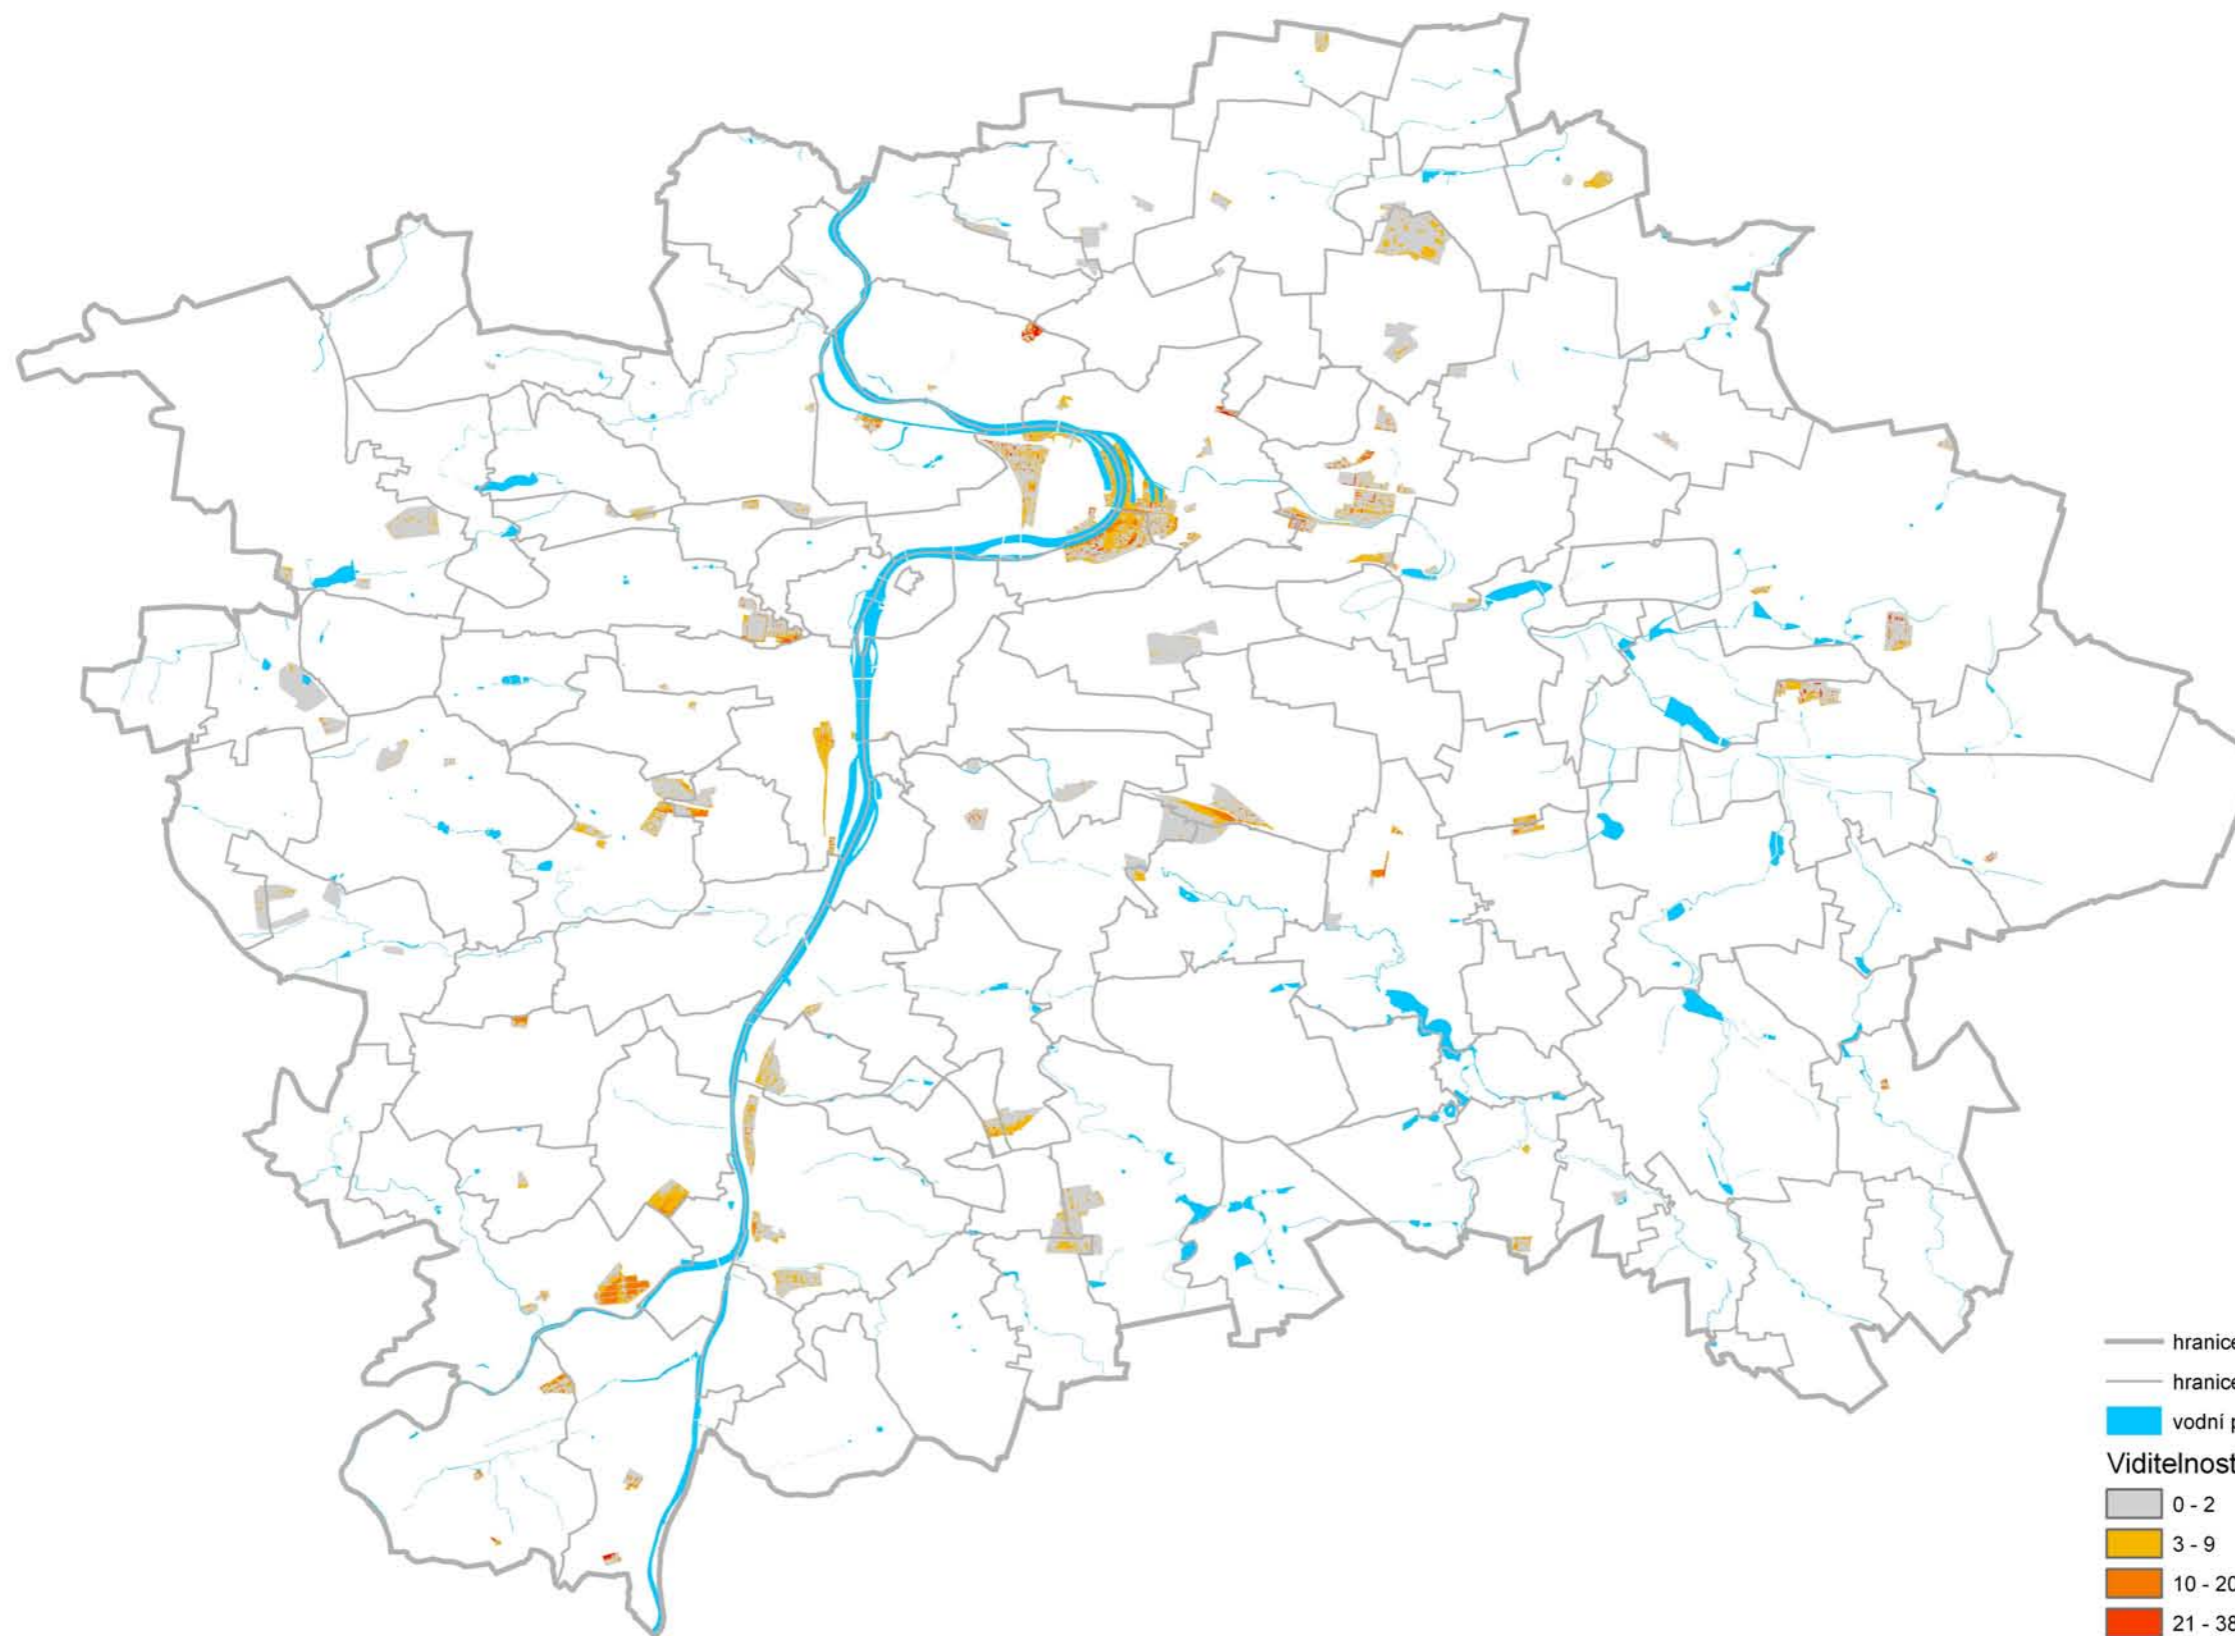 hranice
hranice
vodní p
Viditelnost
0 - 2
3 - 9
10 - 20
21 - 38